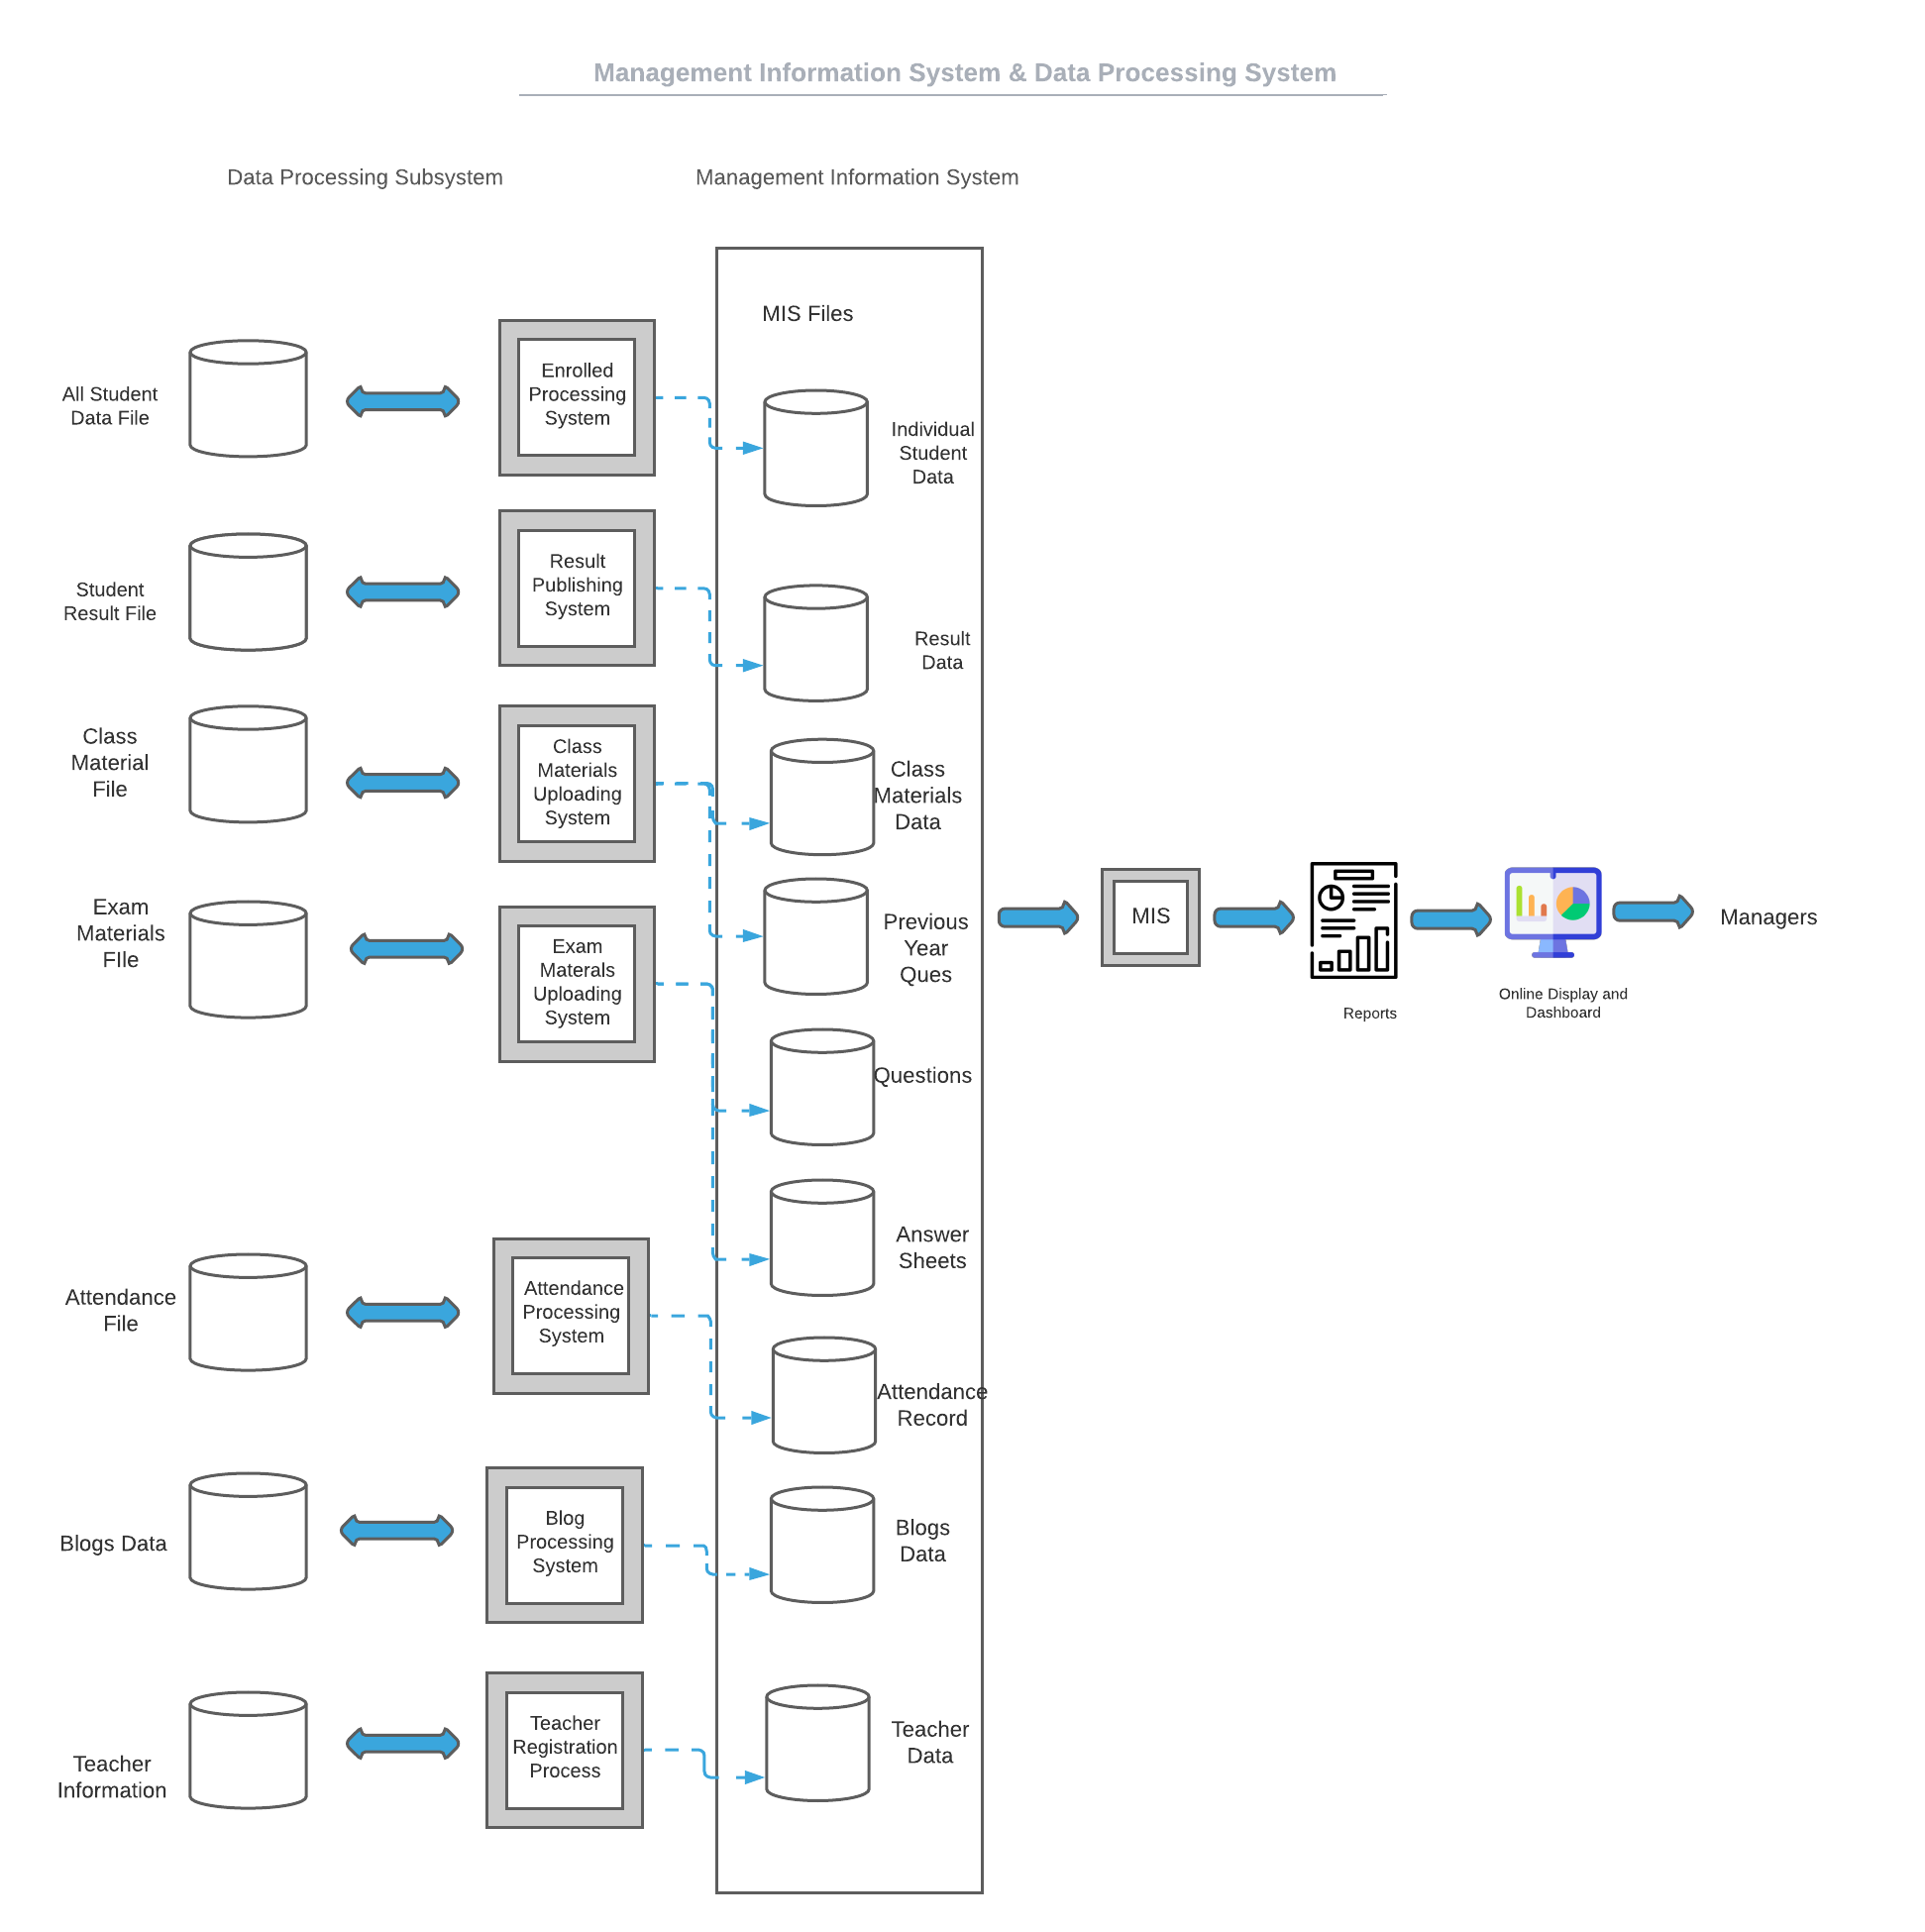 Management Information System & Data Processing System
Data Processing Subsystem
Management Information System
MIS Files
All Student
Data File
Enrolled
Processing
System
Individual
Student
Data
Student
Result File
Result
Publishing
System
Result
Data
Class
Material
File
Class
Materials
Uploading
System
Class
Materials
Data
Exam
Materials
FIle
Exam
Materals
Uploading
System
Previous
Year
Ques
MIS
Reports
Online Display and
Dashboard
Managers
Questions
Answer
Sheets
Attendance
File
Attendance
Processing
System
Attendance
Record
Blogs Data
Blog
Processing
System
Blogs
Data
Teacher
Information
Teacher
Registration
Process
Teacher
Data